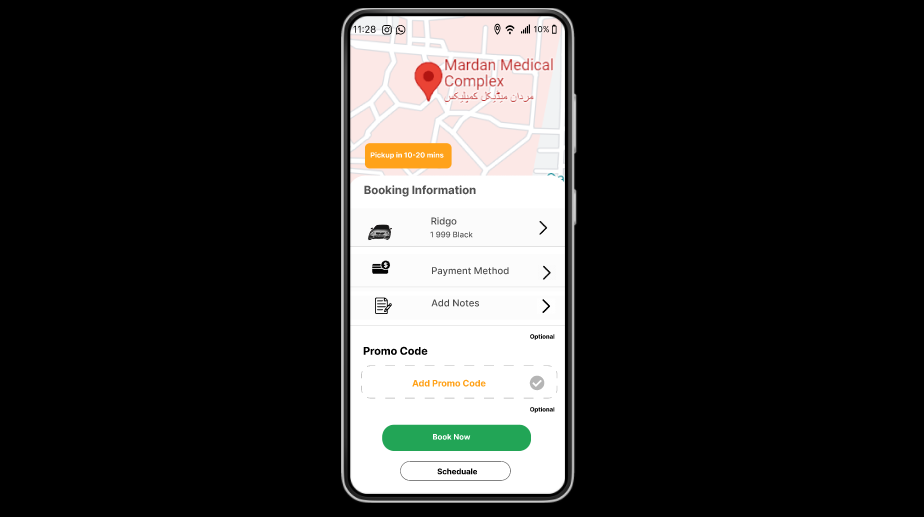 11:28
10%
Mardan Medical
Complex
مردان میڈیکل کمپلیکس
Pickup in 10-20 mins
Booking Information
Ridgo
1 999 Black
Payment Method
Add Notes
Optional
Promo Code
Add Promo Code
Optional
Book Now
Scheduale